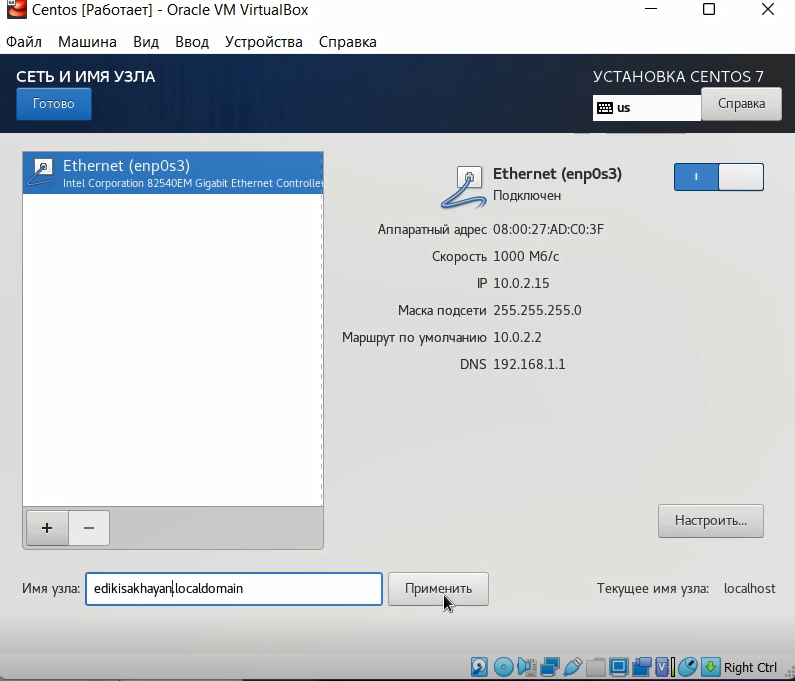 Centos [Работает] - Oracle VM VirtualBox
Файл Машина Вид Ввод Устройства Справка
СЕТЬ И ИМЯ УЗЛА
УСТАНОВКА CENTOS 7
Готово
us
Справка
Ethernet (enp0s3)
Intel Corporation 82540EM Gigabit Ethernet Controlle
Ethernet (enp0s3)
Подключен
Аппаратный адрес 08:00:27:AD:C0:3F
Скорость 1000 Мб/с
IP 10.0.2.15
Маска подсети 255.255.255.0
Маршрут по умолчанию 10.0.2.2
DNS 192.168.1.1
+ −
Настроить...
Имя узла: edikisakhayan.localdomain Применить Текущее имя узла: localhost
Right Ctrl